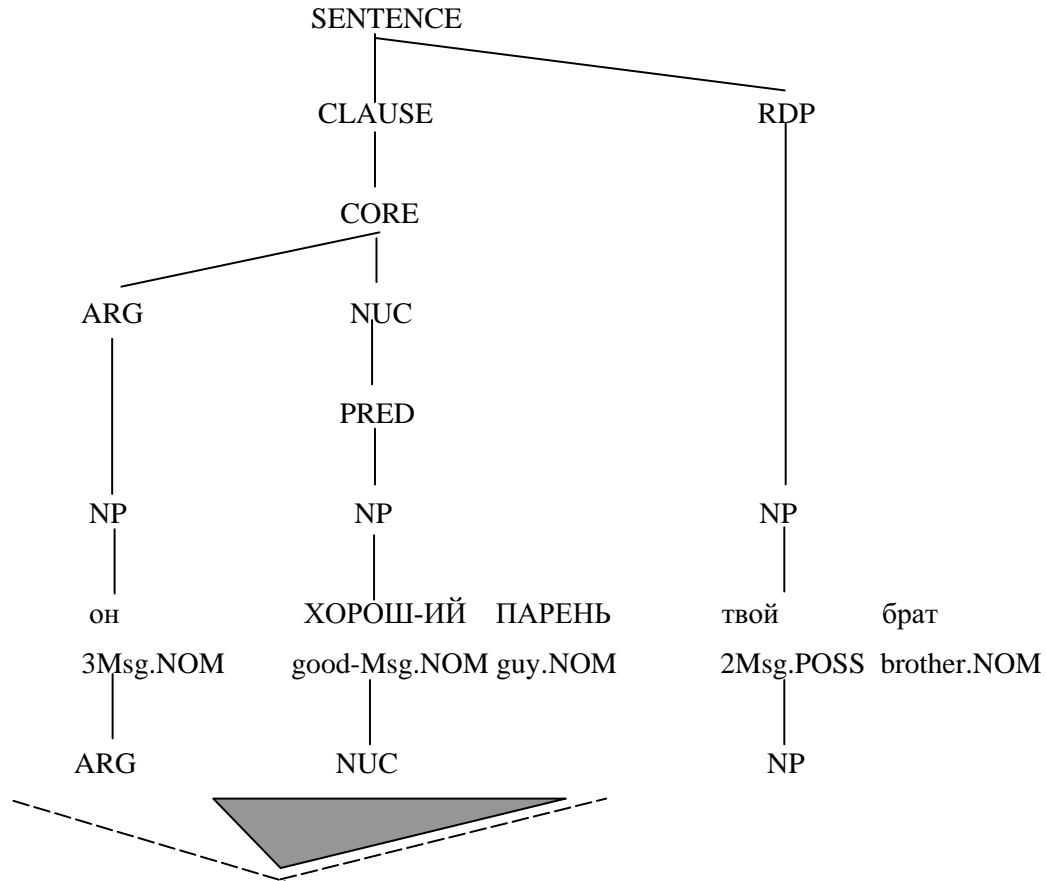 SENTENCE
CLAUSE RDP
CORE
ARG NUC
PRED
NP NP NP
он ХОРОШ-ИЙ ПАРЕНЬ твой брат
3Msg.NOM good-Msg.NOM guy.NOM 2Msg.POSS brother.NOM
ARG NUC NP